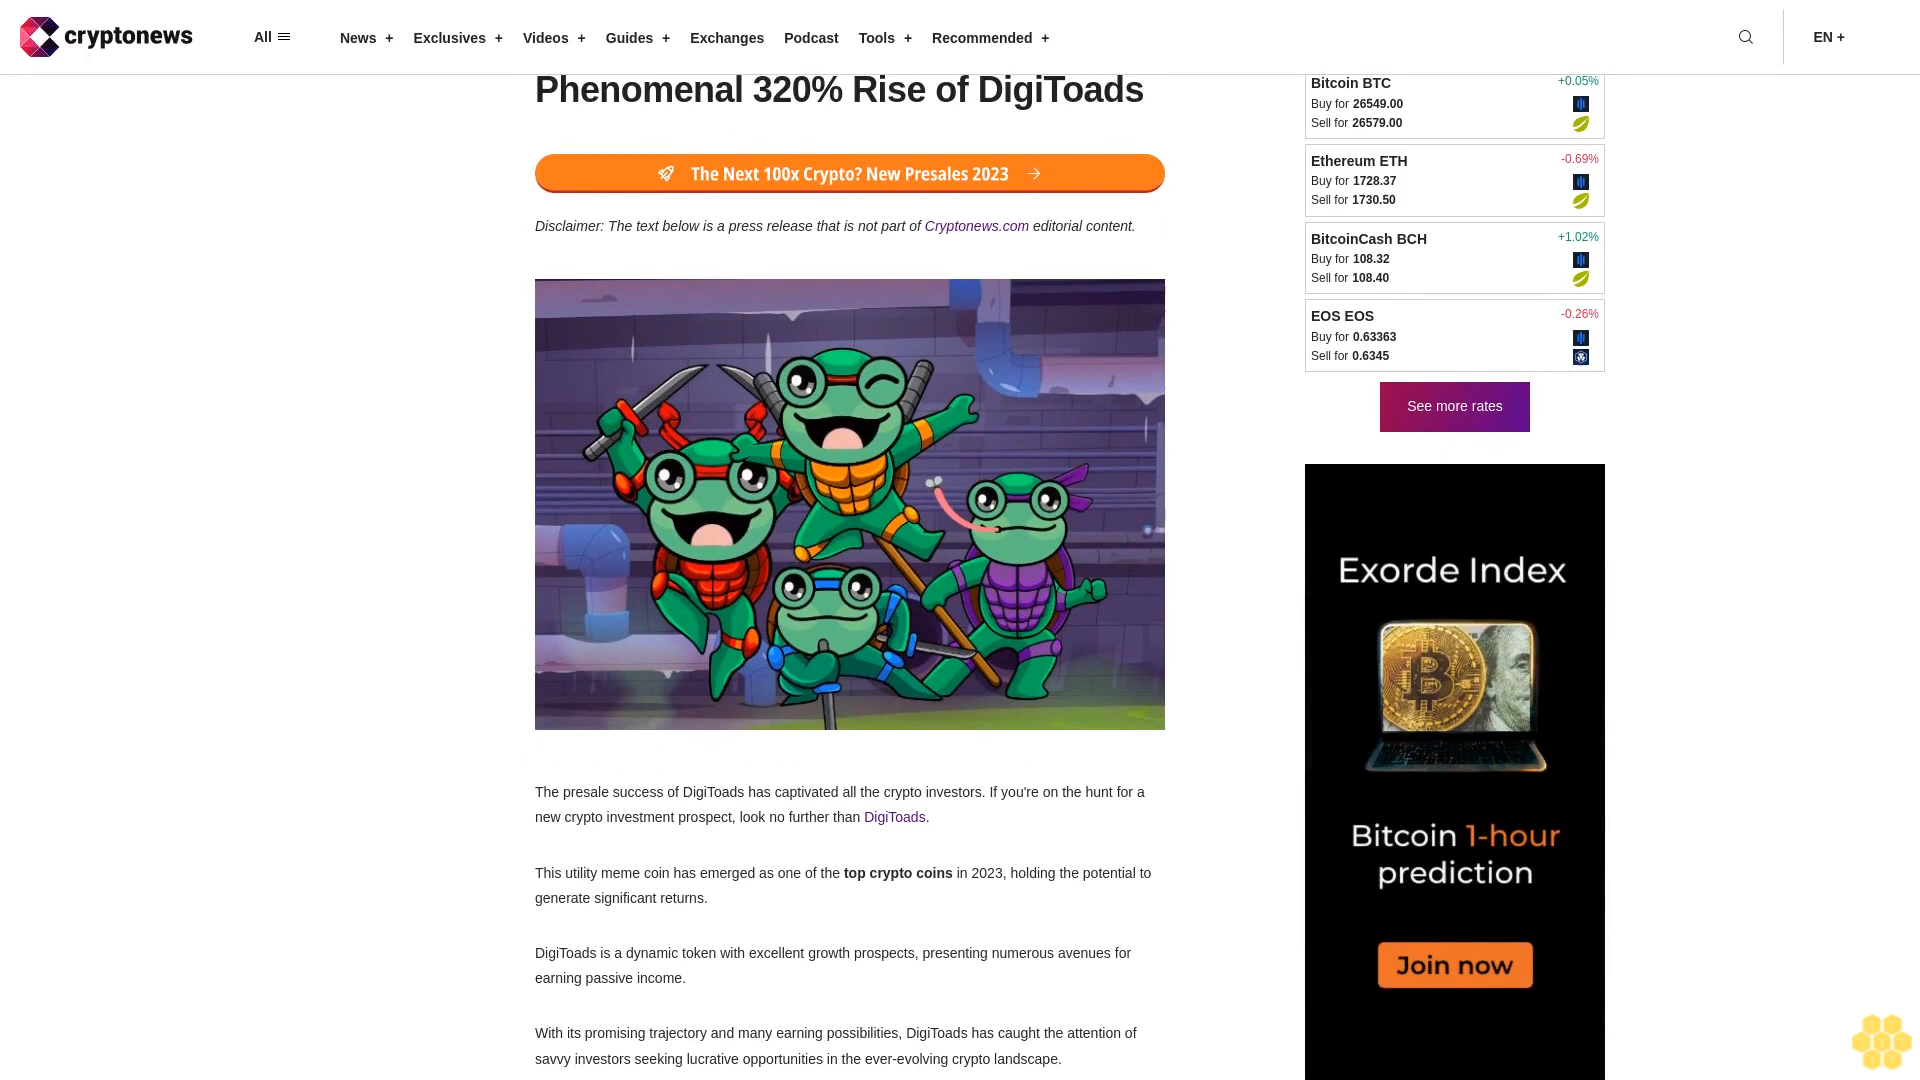 cryptonews
All
News +
Exclusives +
Videos +
Guides +
Exchanges
Podcast
Tools +
Recommended +
EN +
Phenomenal 320% Rise of DigiToads
The Next 100x Crypto? New Presales 2023
Disclaimer: The text below is a press release that is not part of Cryptonews.com editorial content.
The presale success of DigiToads has captivated all the crypto investors. If you're on the hunt for a
new crypto investment prospect, look no further than DigiToads.
This utility meme coin has emerged as one of the top crypto coins in 2023, holding the potential to
generate significant returns.
DigiToads is a dynamic token with excellent growth prospects, presenting numerous avenues for
earning passive income.
With its promising trajectory and many earning possibilities, DigiToads has caught the attention of
savvy investors seeking lucrative opportunities in the ever-evolving crypto landscape.
Bitcoin BTC +0.05%
Buy for 26549.00
Sell for 26579.00
Ethereum ETH -0.69%
Buy for 1728.37
Sell for 1730.50
BitcoinCash BCH +1.02%
Buy for 108.32
Sell for 108.40
EOS EOS -0.26%
Buy for 0.63363
Sell for 0.6345
See more rates
Exorde Index
Bitcoin 1-hour
prediction
Join now